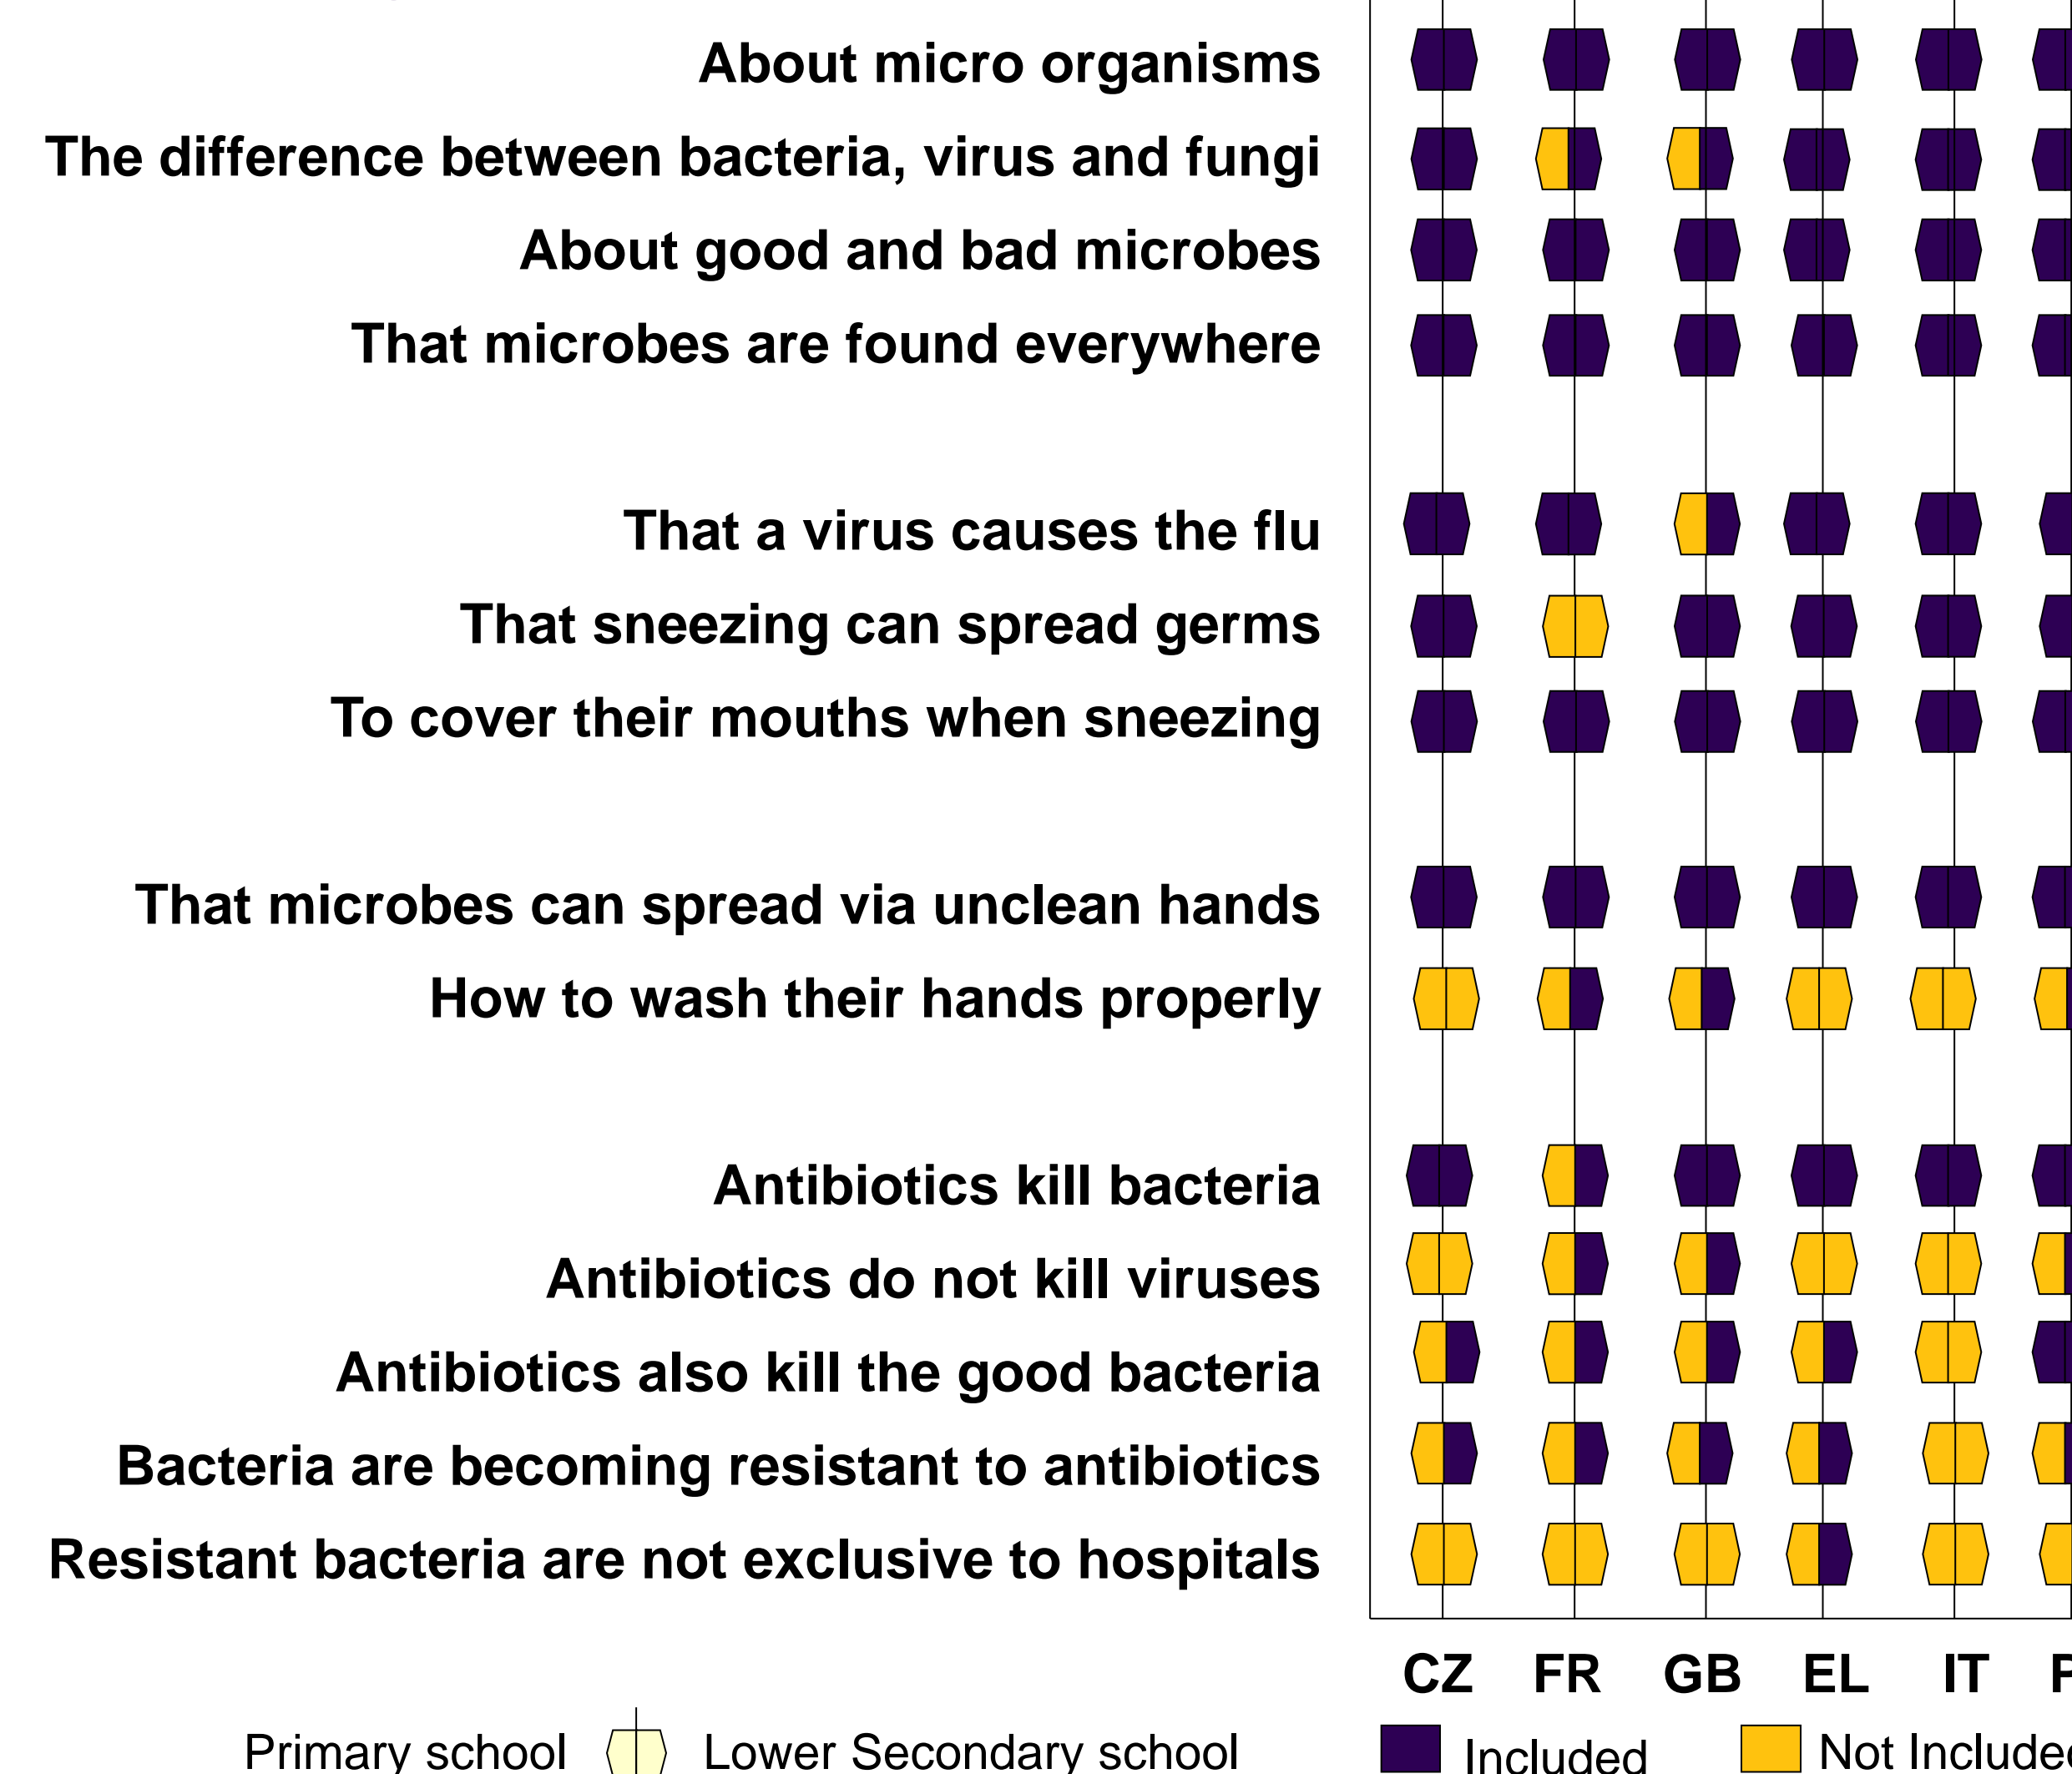 About micro organisms
The difference between bacteria, virus and fungi
About good and bad microbes
That microbes are found everywhere
That a virus causes the flu
That sneezing can spread germs
To cover their mouths when sneezing
That microbes can spread via unclean hands
How to wash their hands properly
Antibiotics kill bacteria
Antibiotics do not kill viruses
Antibiotics also kill the good bacteria
Bacteria are becoming resistant to antibiotics
Resistant bacteria are not exclusive to hospitals
CZ FR GB EL IT
Primary school Lower Secondary school Included Not Included